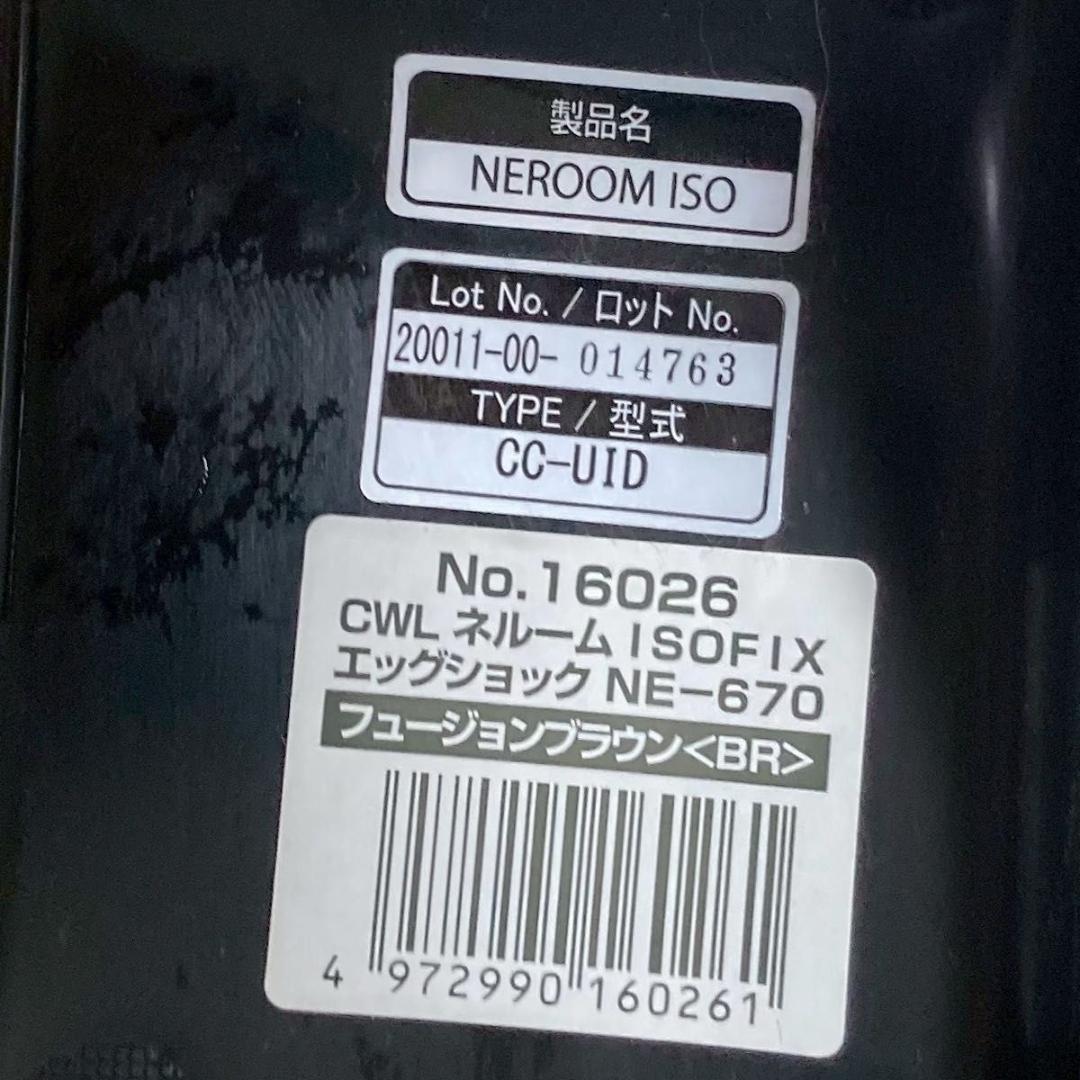 製品名
NEROOM ISO
Lot No. / ロット No.
20011-00- 014763
TYPE / 型式
CC-UID
No.16026
CWL ネルーム ISOFIX
エッグショック NE-670
フュージョンブラウン<BR>
4 972990 160261